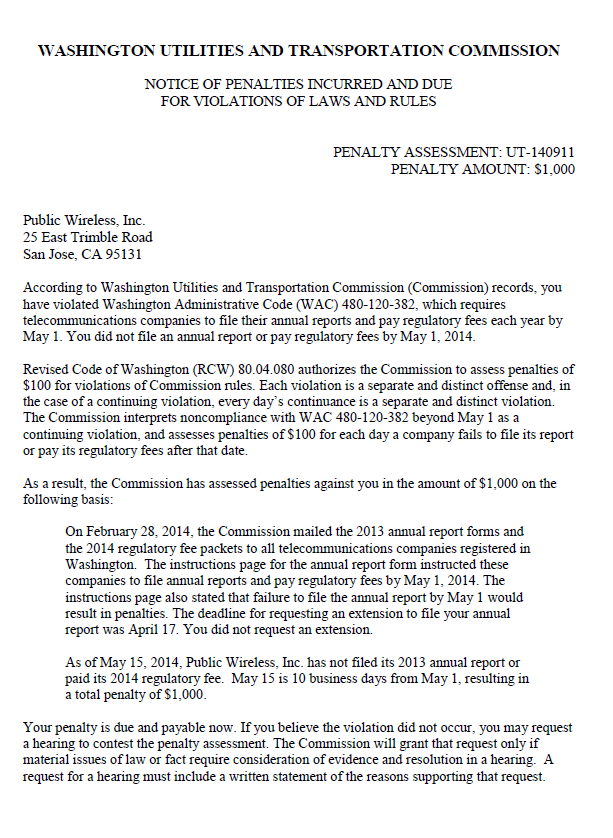 WASHINGTON UTILITIES AND TRANSPORTATION COMMISSION
NOTICE OF PENALTIES INCURRED AND DUE
FOR VIOLATIONS OF LAWS AND RULES
PENALTY ASSESSMENT: UT-140911
PENALTY AMOUNT: $1,000
Public Wireless, Inc.
25 East Trimble Road
San Jose, CA 95131
According to Washington Utilities and Transportation Commission (Commission) records, you
have violated Washington Administrative Code (WAC) 480-120-382, which requires
telecommunications companies to file their annual reports and pay regulatory fees each year by
May 1. You did not file an annual report or pay regulatory fees by May 1, 2014.
Revised Code of Washington (RCW) 80.04.080 authorizes the Commission to assess penalties of
$100 for violations of Commission rules. Each violation is a separate and distinct offense and, in
the case of a continuing violation, every day's continuance is a separate and distinct violation.
The Commission interprets noncompliance with WAC 480-120-382 beyond May 1 as a
continuing violation, and assesses penalties of $100 for each day a company fails to file its report
or pay its regulatory fees after that date.
As a result, the Commission has assessed penalties against you in the amount of $1,000 on the
following basis:
On February 28, 2014, the Commission mailed the 2013 annual report forms and
the 2014 regulatory fee packets to all telecommunications companies registered in
Washington.  The instructions page for the annual report form instructed these
companies to file annual reports and pay regulatory fees by May 1, 2014. The
instructions page also stated that failure to file the annual report by May 1 would
result in penalties. The deadline for requesting an extension to file your annual
report was April 17. You did not request an extension.
As of May 15, 2014, Public Wireless, Inc. has not filed its 2013 annual report or
paid its 2014 regulatory fee.  May 15 is 10 business days from May 1, resulting in
a total penalty of $1,000.
Your penalty is due and payable now. If you believe the violation did not occur, you may request
a hearing to contest the penalty assessment. The Commission will grant that request only if
material issues of law or fact require consideration of evidence and resolution in a hearing.  A
request for a hearing must include a written statement of the reasons supporting that request.